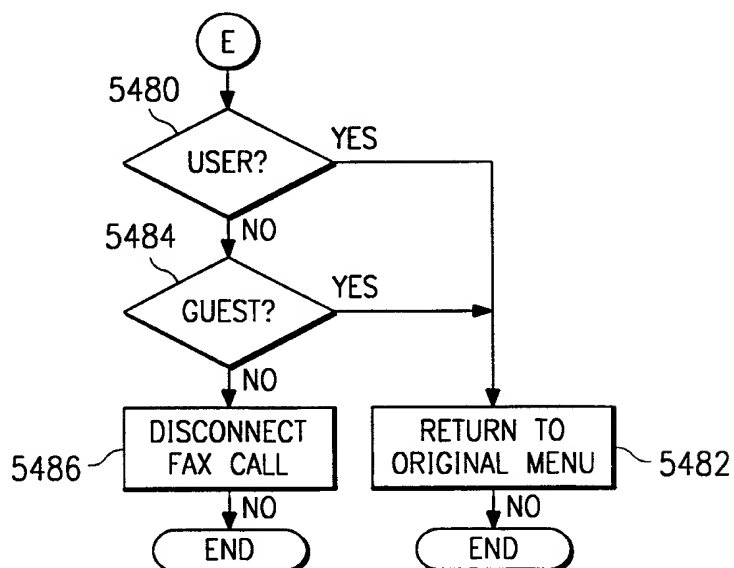 E
5480
USER?
YES
NO
5484
GUEST?
YES
NO
DISCONNECT
FAX CALL
5486
RETURN TO
ORIGINAL MENU
5482
NO
NO
END
END